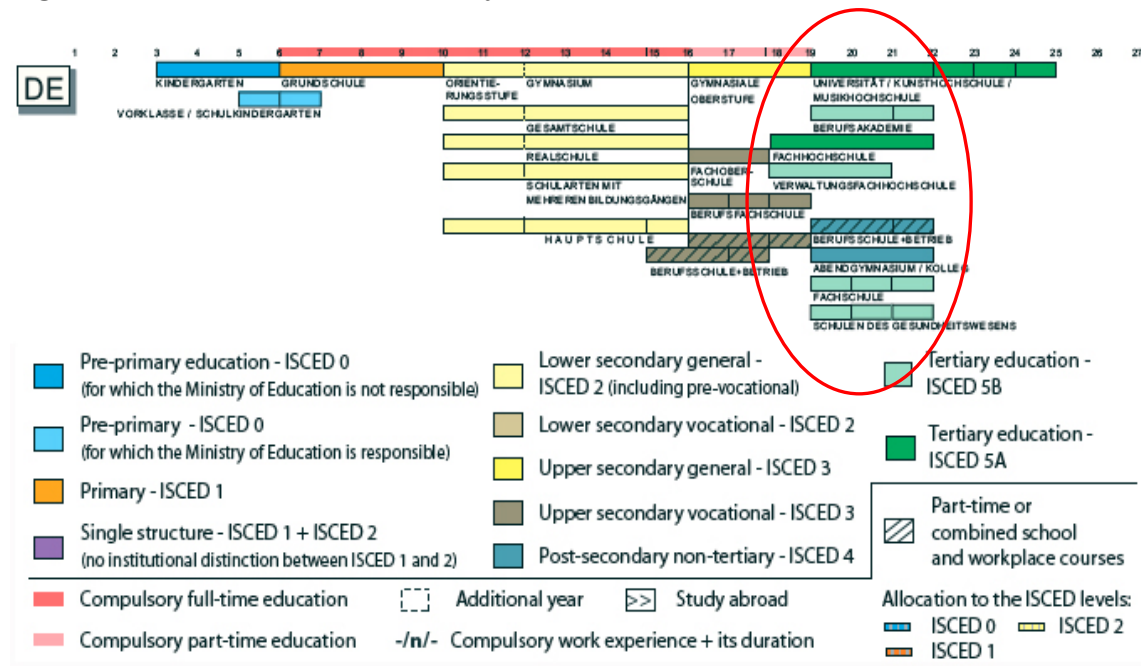 1 2 3 4 5 6 7 8 9 10 11 12 13 14 15 16 17 18 19 20 21 22 23 24 25 26 27
DE
KINDERGARTEN GRUNDSCHULE ORIENTIE- GYMNASIUM GYMNASIALE UNIVERSITÄT / KUNSTHOCHSCHULE /
RUNGSSTUFE OBERSTUFE MUSIKHOCHSCHULE
VORKLASSE / SCHULKINDERGARTEN
GESAMTSCHULE BERUFSAKADEMIE
REALSCHULE FACHHOCHSCHULE
FACHOBER-
SCHULE
SCHULARTEN MIT VERWALTUNGSFACHHOCHSCHULE
MEHREREN BILDUNGSGÄNGEN
BERUFSFACHSCHULE
HAUPTSCHULE BERUFSSCHULE+BETRIEB
BERUFSSCHULE+BETRIEB ABENDGYMNASIUM / KOLLEG
FACHSCHULE
SCHULEN DES GESUNDHEITSWESENS
Pre-primary education - ISCED 0
(for which the Ministry of Education is not responsible)
Pre-primary - ISCED 0
(for which the Ministry of Education is responsible)
Primary - ISCED 1
Single structure - ISCED 1 + ISCED 2
(no institutional distinction between ISCED 1 and 2)
Lower secondary general -
ISCED 2 (including pre-vocational)
Lower secondary vocational - ISCED 2
Upper secondary general - ISCED 3
Upper secondary vocational - ISCED 3
Post-secondary non-tertiary - ISCED 4
Tertiary education -
ISCED 5B
Tertiary education -
ISCED 5A
Part-time or
combined school
and workplace courses
Compulsory full-time education
Additional year
>> Study abroad
Compulsory part-time education
-/n/- Compulsory work experience + its duration
Allocation to the ISCED levels:
ISCED 0 ISCED 2
ISCED 1